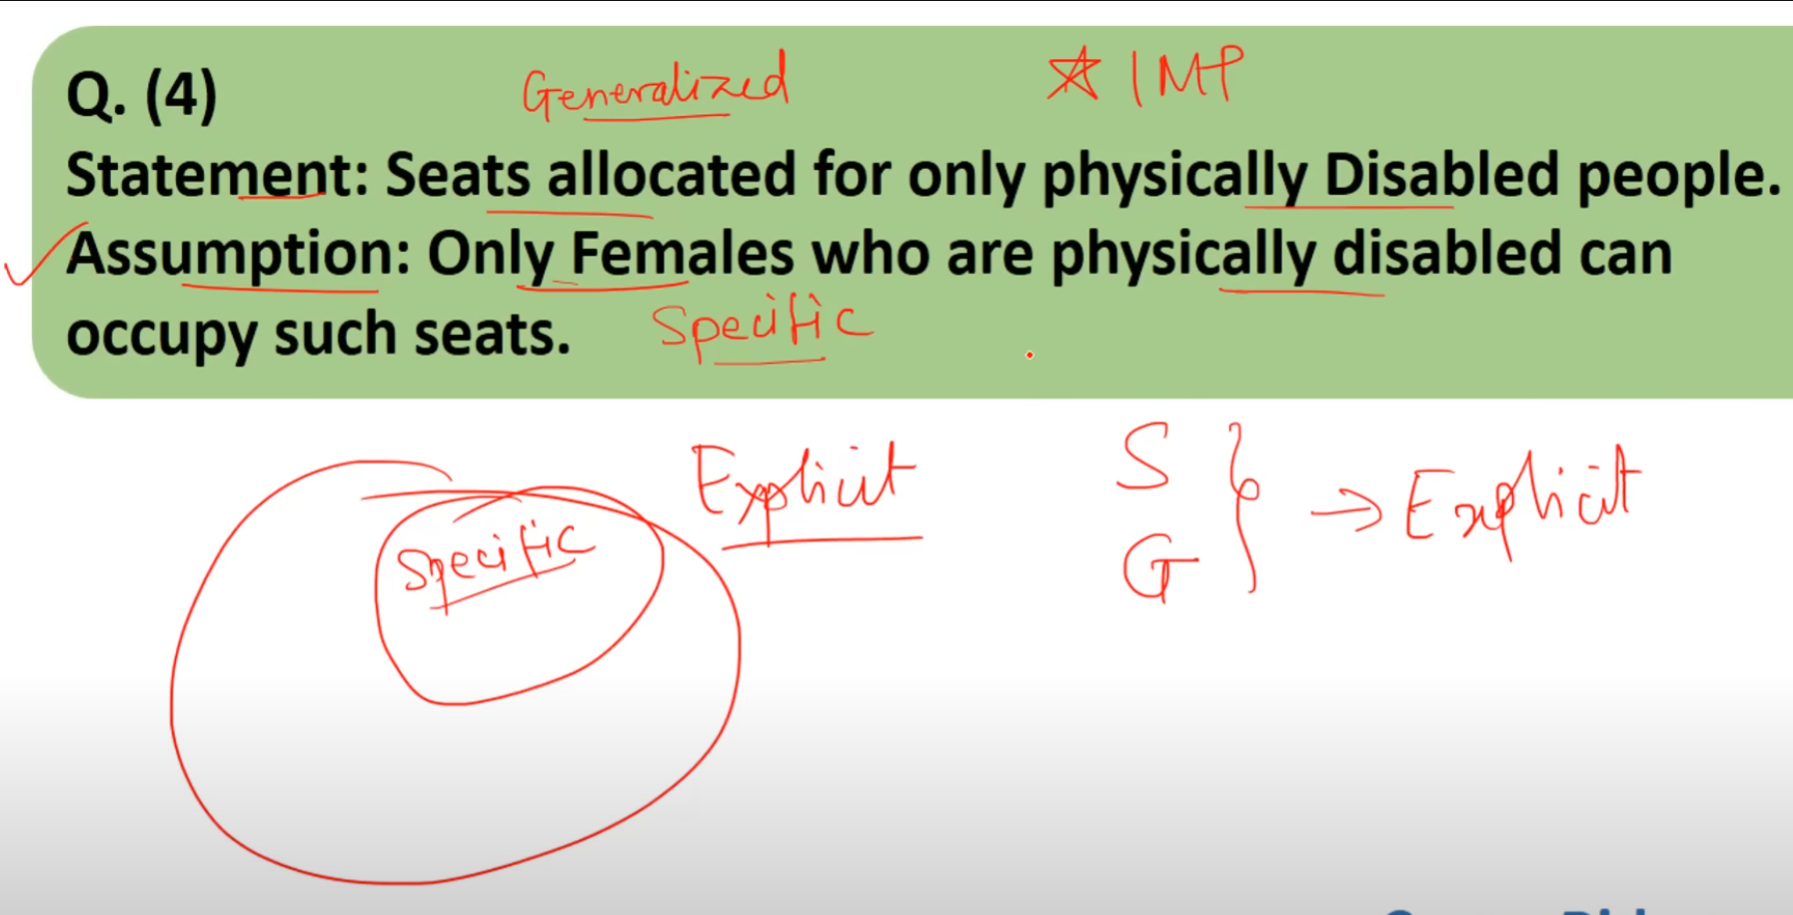 Q. (4)
Generalized
IMP
Statement: Seats allocated for only physically Disabled people.
Assumption: Only Females who are physically disabled can
occupy such seats.
Specific
Explicit
Specific
S
G
→ Explicit